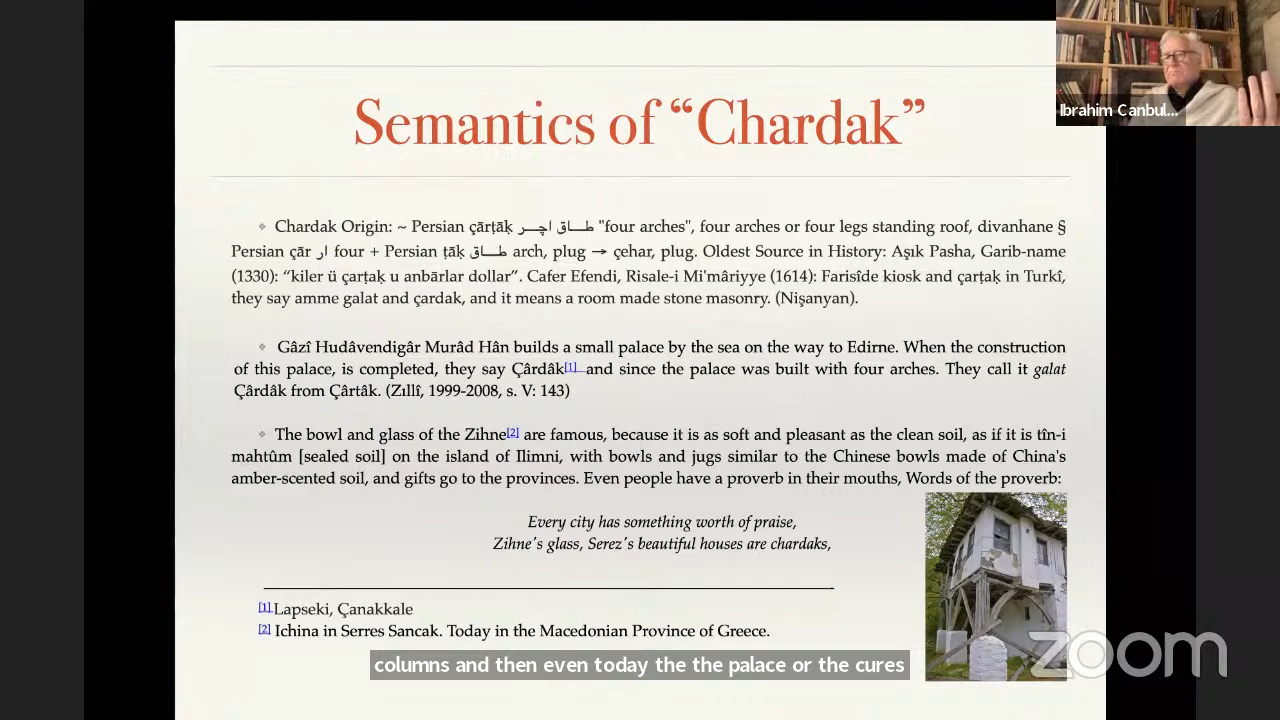 Ibrahim Canbul...
Semantics of “Chardak”
❖ Chardak Origin: ~ Persian çārṭāḳ طــاق اچــر "four arches", four arches or four legs standing roof, divanhane §
Persian çār ار four + Persian ṭāḳ طــاق arch, plug → çehar, plug. Oldest Source in History: Aşık Pasha, Garib-name
(1330): “kiler ü çarṭaḳ u anbārlar dollar”. Cafer Efendi, Risale-i Mi'mâriyye (1614): Farisîde kiosk and çarṭaḳ in Turkî,
they say amme galat and çardak, and it means a room made stone masonry. (Nişanyan).
❖ Gâzî Hudâvendigâr Murâd Hân builds a small palace by the sea on the way to Edirne. When the construction
of this palace, is completed, they say Çârdâk[1] and since the palace was built with four arches. They call it galat
Çârdâk from Çârtâk. (Zıllî, 1999-2008, s. V: 143)
❖ The bowl and glass of the Zihne[2] are famous, because it is as soft and pleasant as the clean soil, as if it is tîn-i
mahtûm [sealed soil] on the island of Ilimni, with bowls and jugs similar to the Chinese bowls made of China's
amber-scented soil, and gifts go to the provinces. Even people have a proverb in their mouths, Words of the proverb:
Every city has something worth of praise,
Zihne's glass, Serez's beautiful houses are chardaks,
[1] Lapseki, Çanakkale
[2] Ichina in Serres Sancak. Today in the Macedonian Province of Greece.
columns and then even today the the palace or the cures
zoom